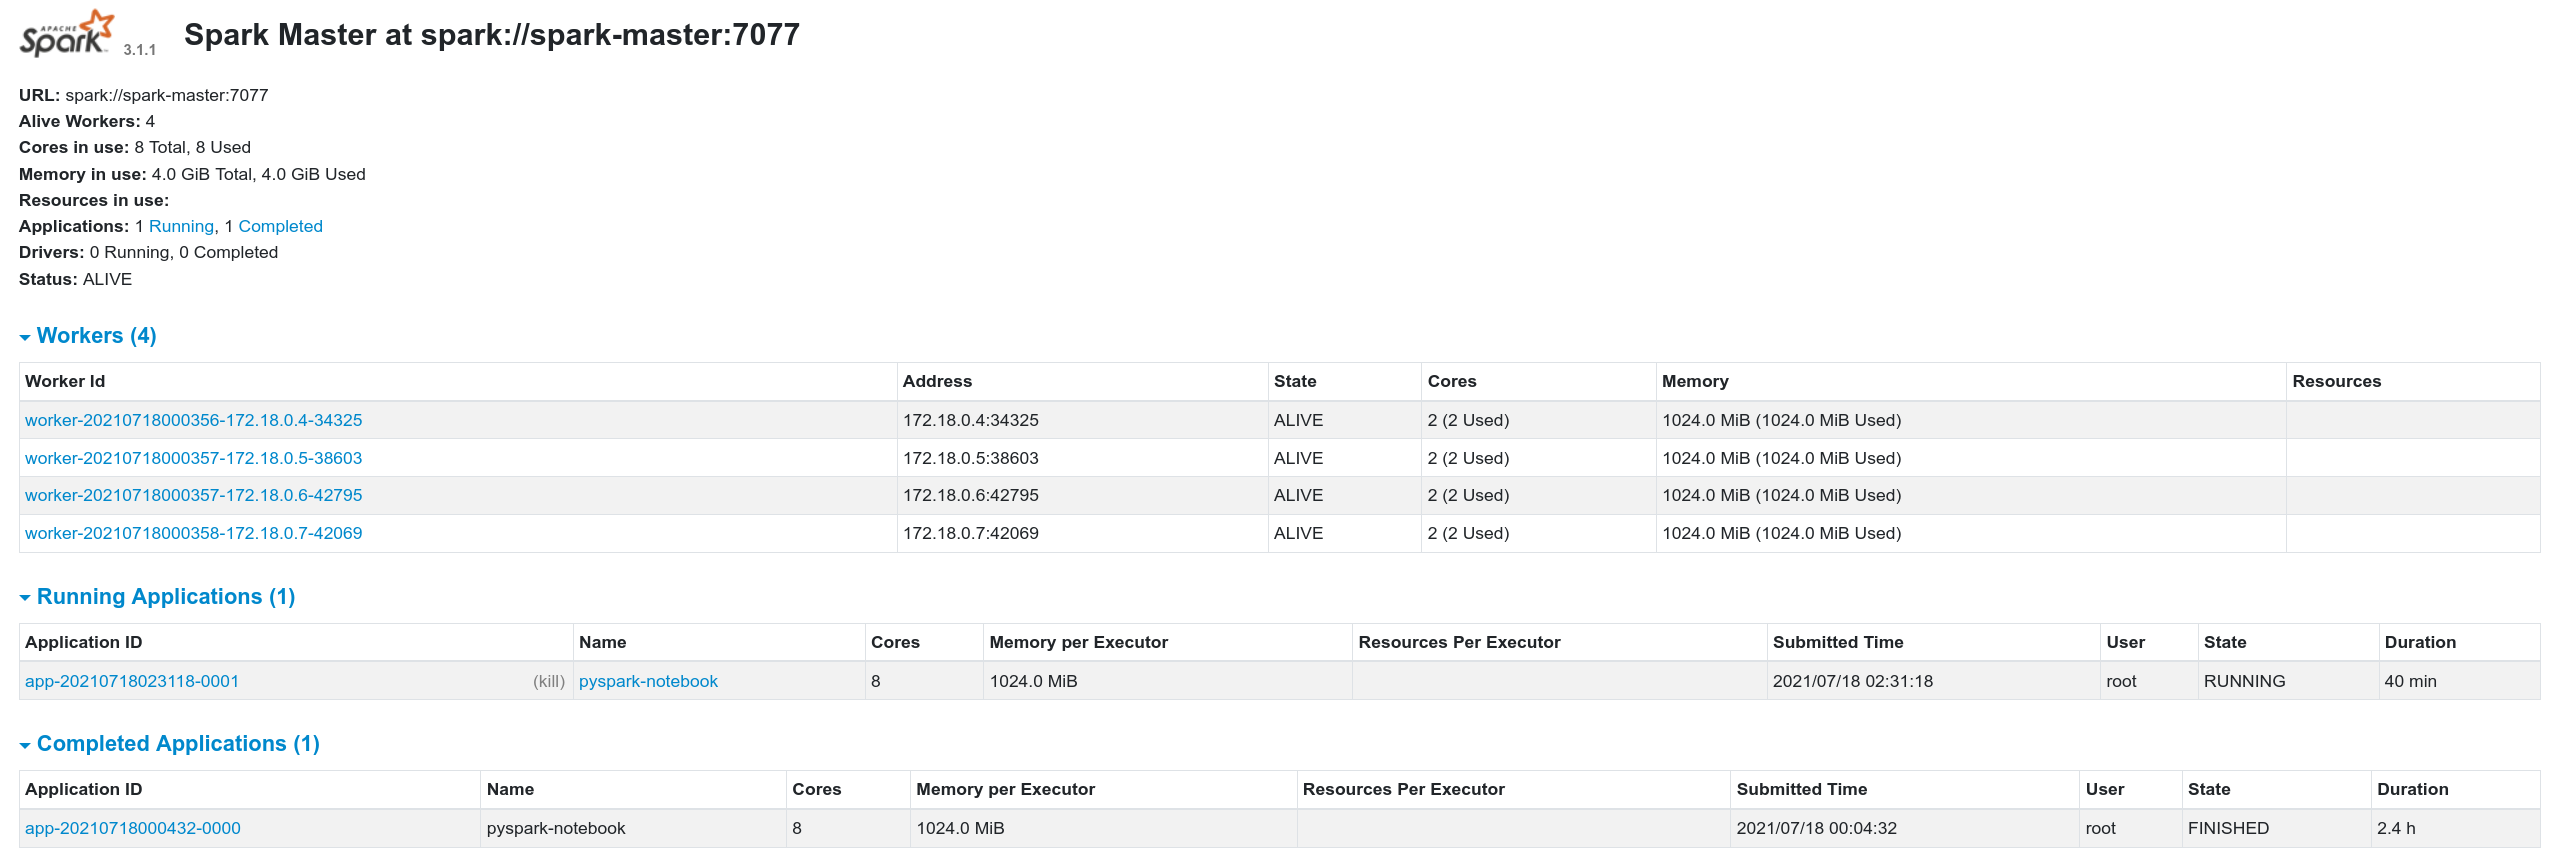 APACHE Spark 3.1.1 Spark Master at spark://spark-master:7077
URL: spark://spark-master:7077
Alive Workers: 4
Cores in use: 8 Total, 8 Used
Memory in use: 4.0 GiB Total, 4.0 GiB Used
Resources in use:
Applications: 1 Running, 1 Completed
Drivers: 0 Running, 0 Completed
Status: ALIVE
Workers (4)
Worker Id Address State Cores Memory Resources
worker-20210718000356-172.18.0.4-34325 172.18.0.4:34325 ALIVE 2 (2 Used) 1024.0 MiB (1024.0 MiB Used)
worker-20210718000357-172.18.0.5-38603 172.18.0.5:38603 ALIVE 2 (2 Used) 1024.0 MiB (1024.0 MiB Used)
worker-20210718000357-172.18.0.6-42795 172.18.0.6:42795 ALIVE 2 (2 Used) 1024.0 MiB (1024.0 MiB Used)
worker-20210718000358-172.18.0.7-42069 172.18.0.7:42069 ALIVE 2 (2 Used) 1024.0 MiB (1024.0 MiB Used)
Running Applications (1)
Application ID Name Cores Memory per Executor Resources Per Executor Submitted Time User State Duration
app-20210718023118-0001 (kill) pyspark-notebook 8 1024.0 MiB 2021/07/18 02:31:18 root RUNNING 40 min
Completed Applications (1)
Application ID Name Cores Memory per Executor Resources Per Executor Submitted Time User State Duration
app-20210718000432-0000 pyspark-notebook 8 1024.0 MiB 2021/07/18 00:04:32 root FINISHED 2.4 h